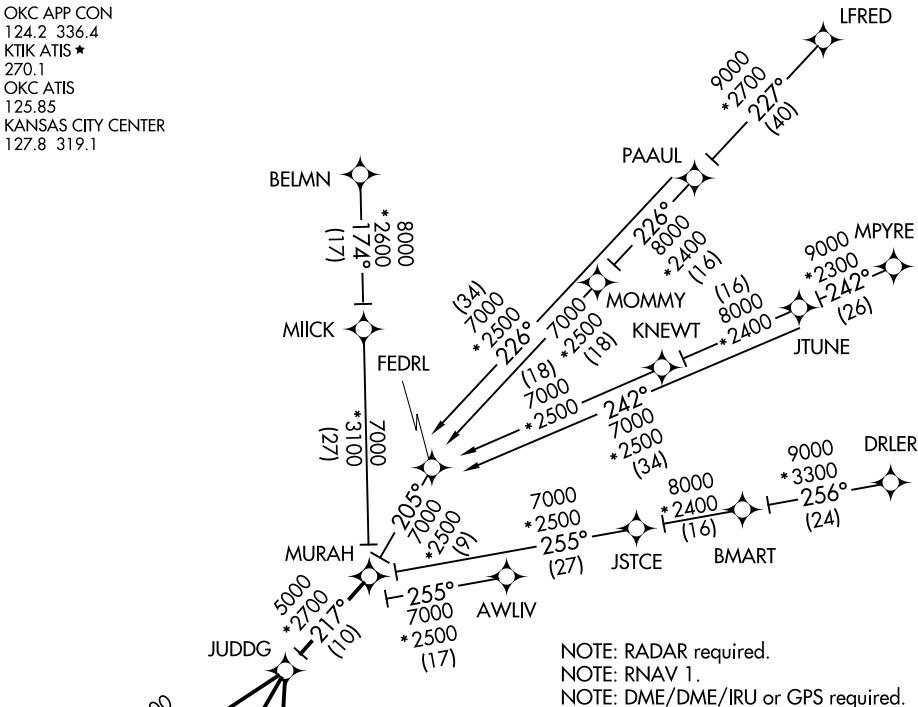 OKC APP CON
124.2 336.4
KTIK ATIS ★
270.1
OKC ATIS
125.85
KANSAS CITY CENTER
127.8 319.1
LFRED
9000
*2700
227°
(40)
PAAUL
BELMN
8000
*2600
174°
(17)
226°
8000
*2400
(16)
MPYRE
9000
*2300
242°
(26)
MOMMY
(34)
7000
*2500
226°
7000
*2500
(18)
(16)
8000
*2400
JTUNE
MIICK
KNEWT
FEDRL
(18)
7000
*2500
242°
7000
*2500
(34)
7000
*3100
(27)
DRLER
9000
*3300
256°
(24)
8000
*2400
(16)
BMART
205°
7000
*2500
(9)
7000
*2500
255°
(27)
JSTCE
MURAH
255°
7000
*2500
(17)
AWLIV
5000
*2700
217°
(10)
JUDDG
NOTE: RADAR required.
NOTE: RNAV 1.
NOTE: DME/DME/IRU or GPS required.